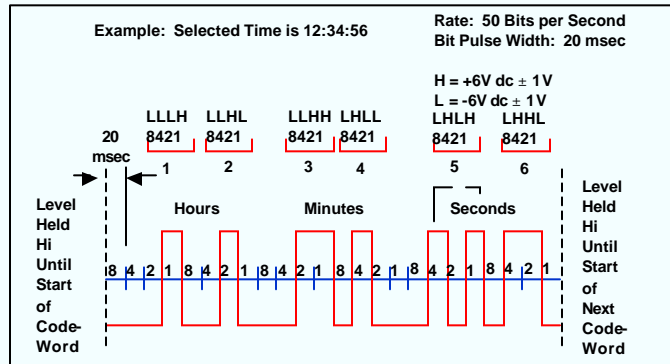 Example: Selected Time is 12:34:56
Rate: 50 Bits per Second
Bit Pulse Width: 20 msec
H = +6V dc ± 1V
L = -6V dc ± 1V
LLLH LLHL LLHH LHLL LHLH LHHL
8421 8421 8421 8421 8421 8421
1 2 3 4 5 6
20
msec
Hours Minutes Seconds
Level
Held
Hi
Until
Start
of
Code-
Word
8 4 2 1 8 4 2 1 8 4 2 1 8 4 2 1 8 4 2 1 8 4 2 1
Level
Held
Hi
Until
Start
of
Next
Code-
Word